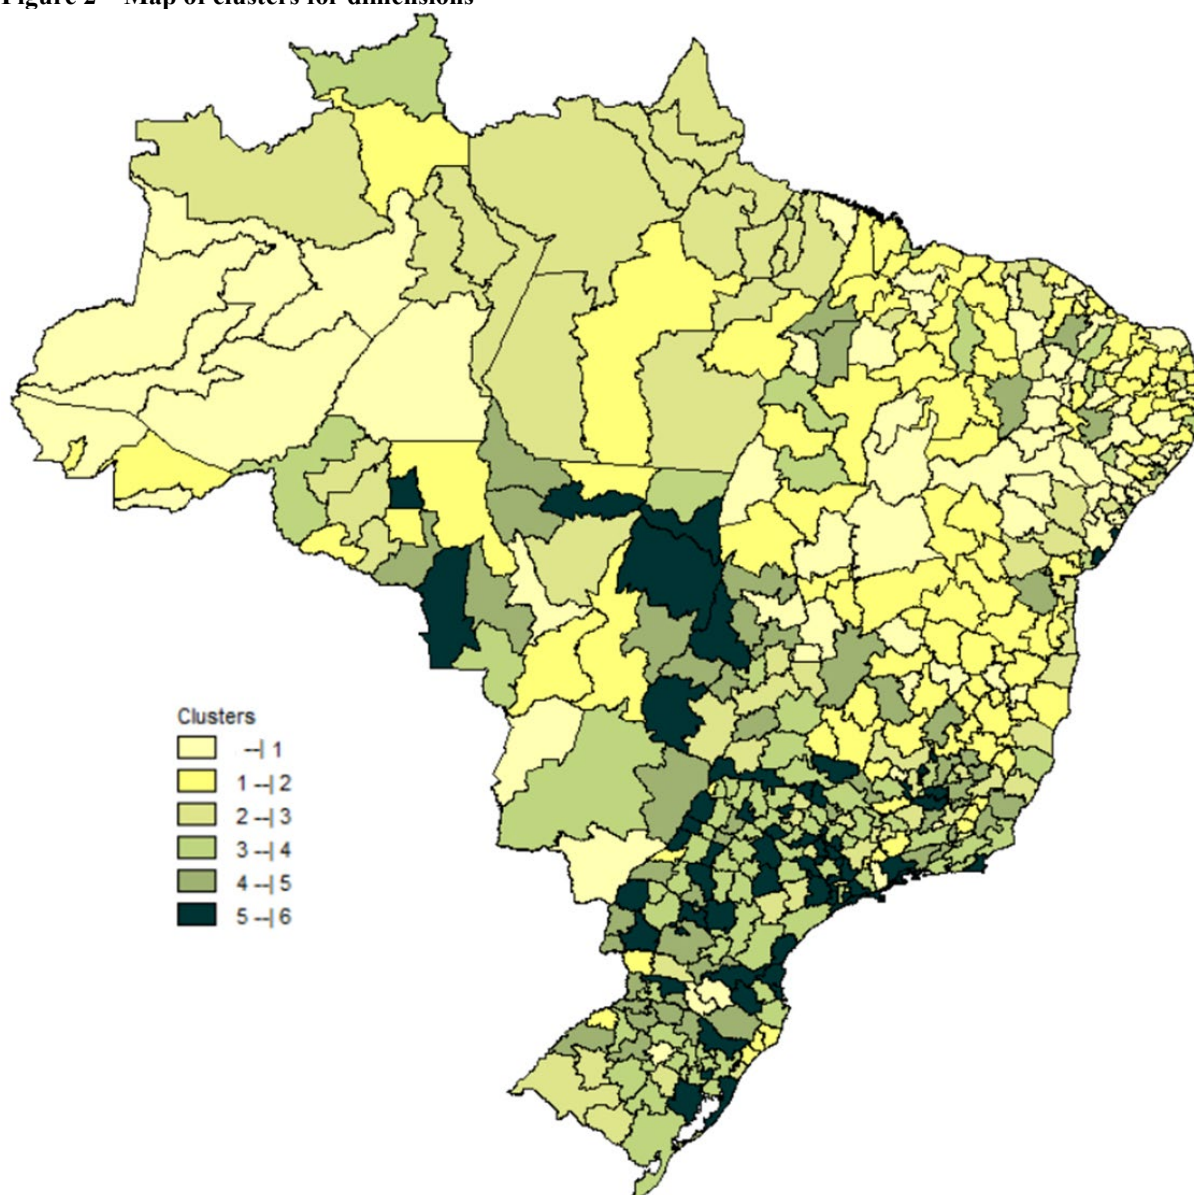 Figure 2 – Map of clusters for dimensions
Clusters
--| 1
1 --| 2
2 --| 3
3 --| 4
4 --| 5
5 --| 6